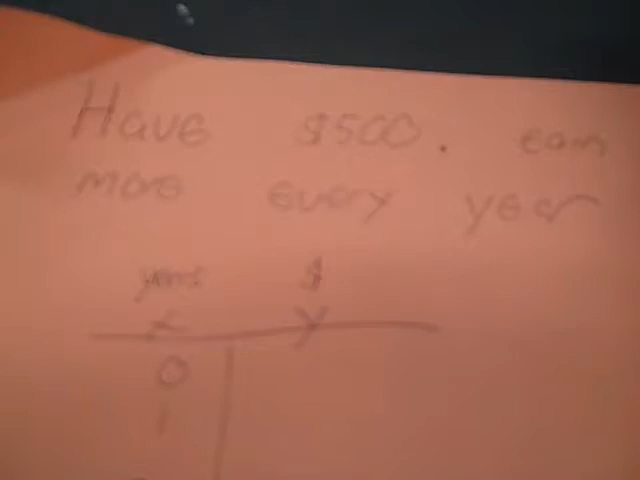 Have $500. earn
more every year
years $
x y
0
1